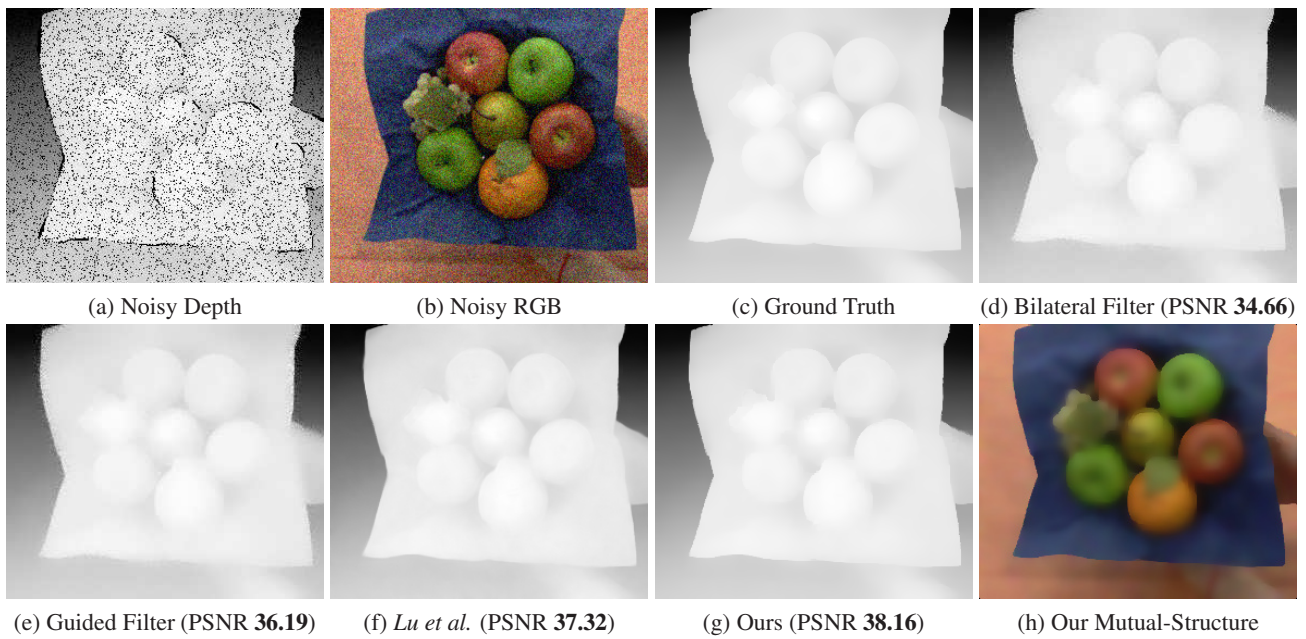 (a) Noisy Depth
(b) Noisy RGB
(c) Ground Truth
(d) Bilateral Filter (PSNR 34.66)
(e) Guided Filter (PSNR 36.19)
(f) Lu et al. (PSNR 37.32)
(g) Ours (PSNR 38.16)
(h) Our Mutual-Structure